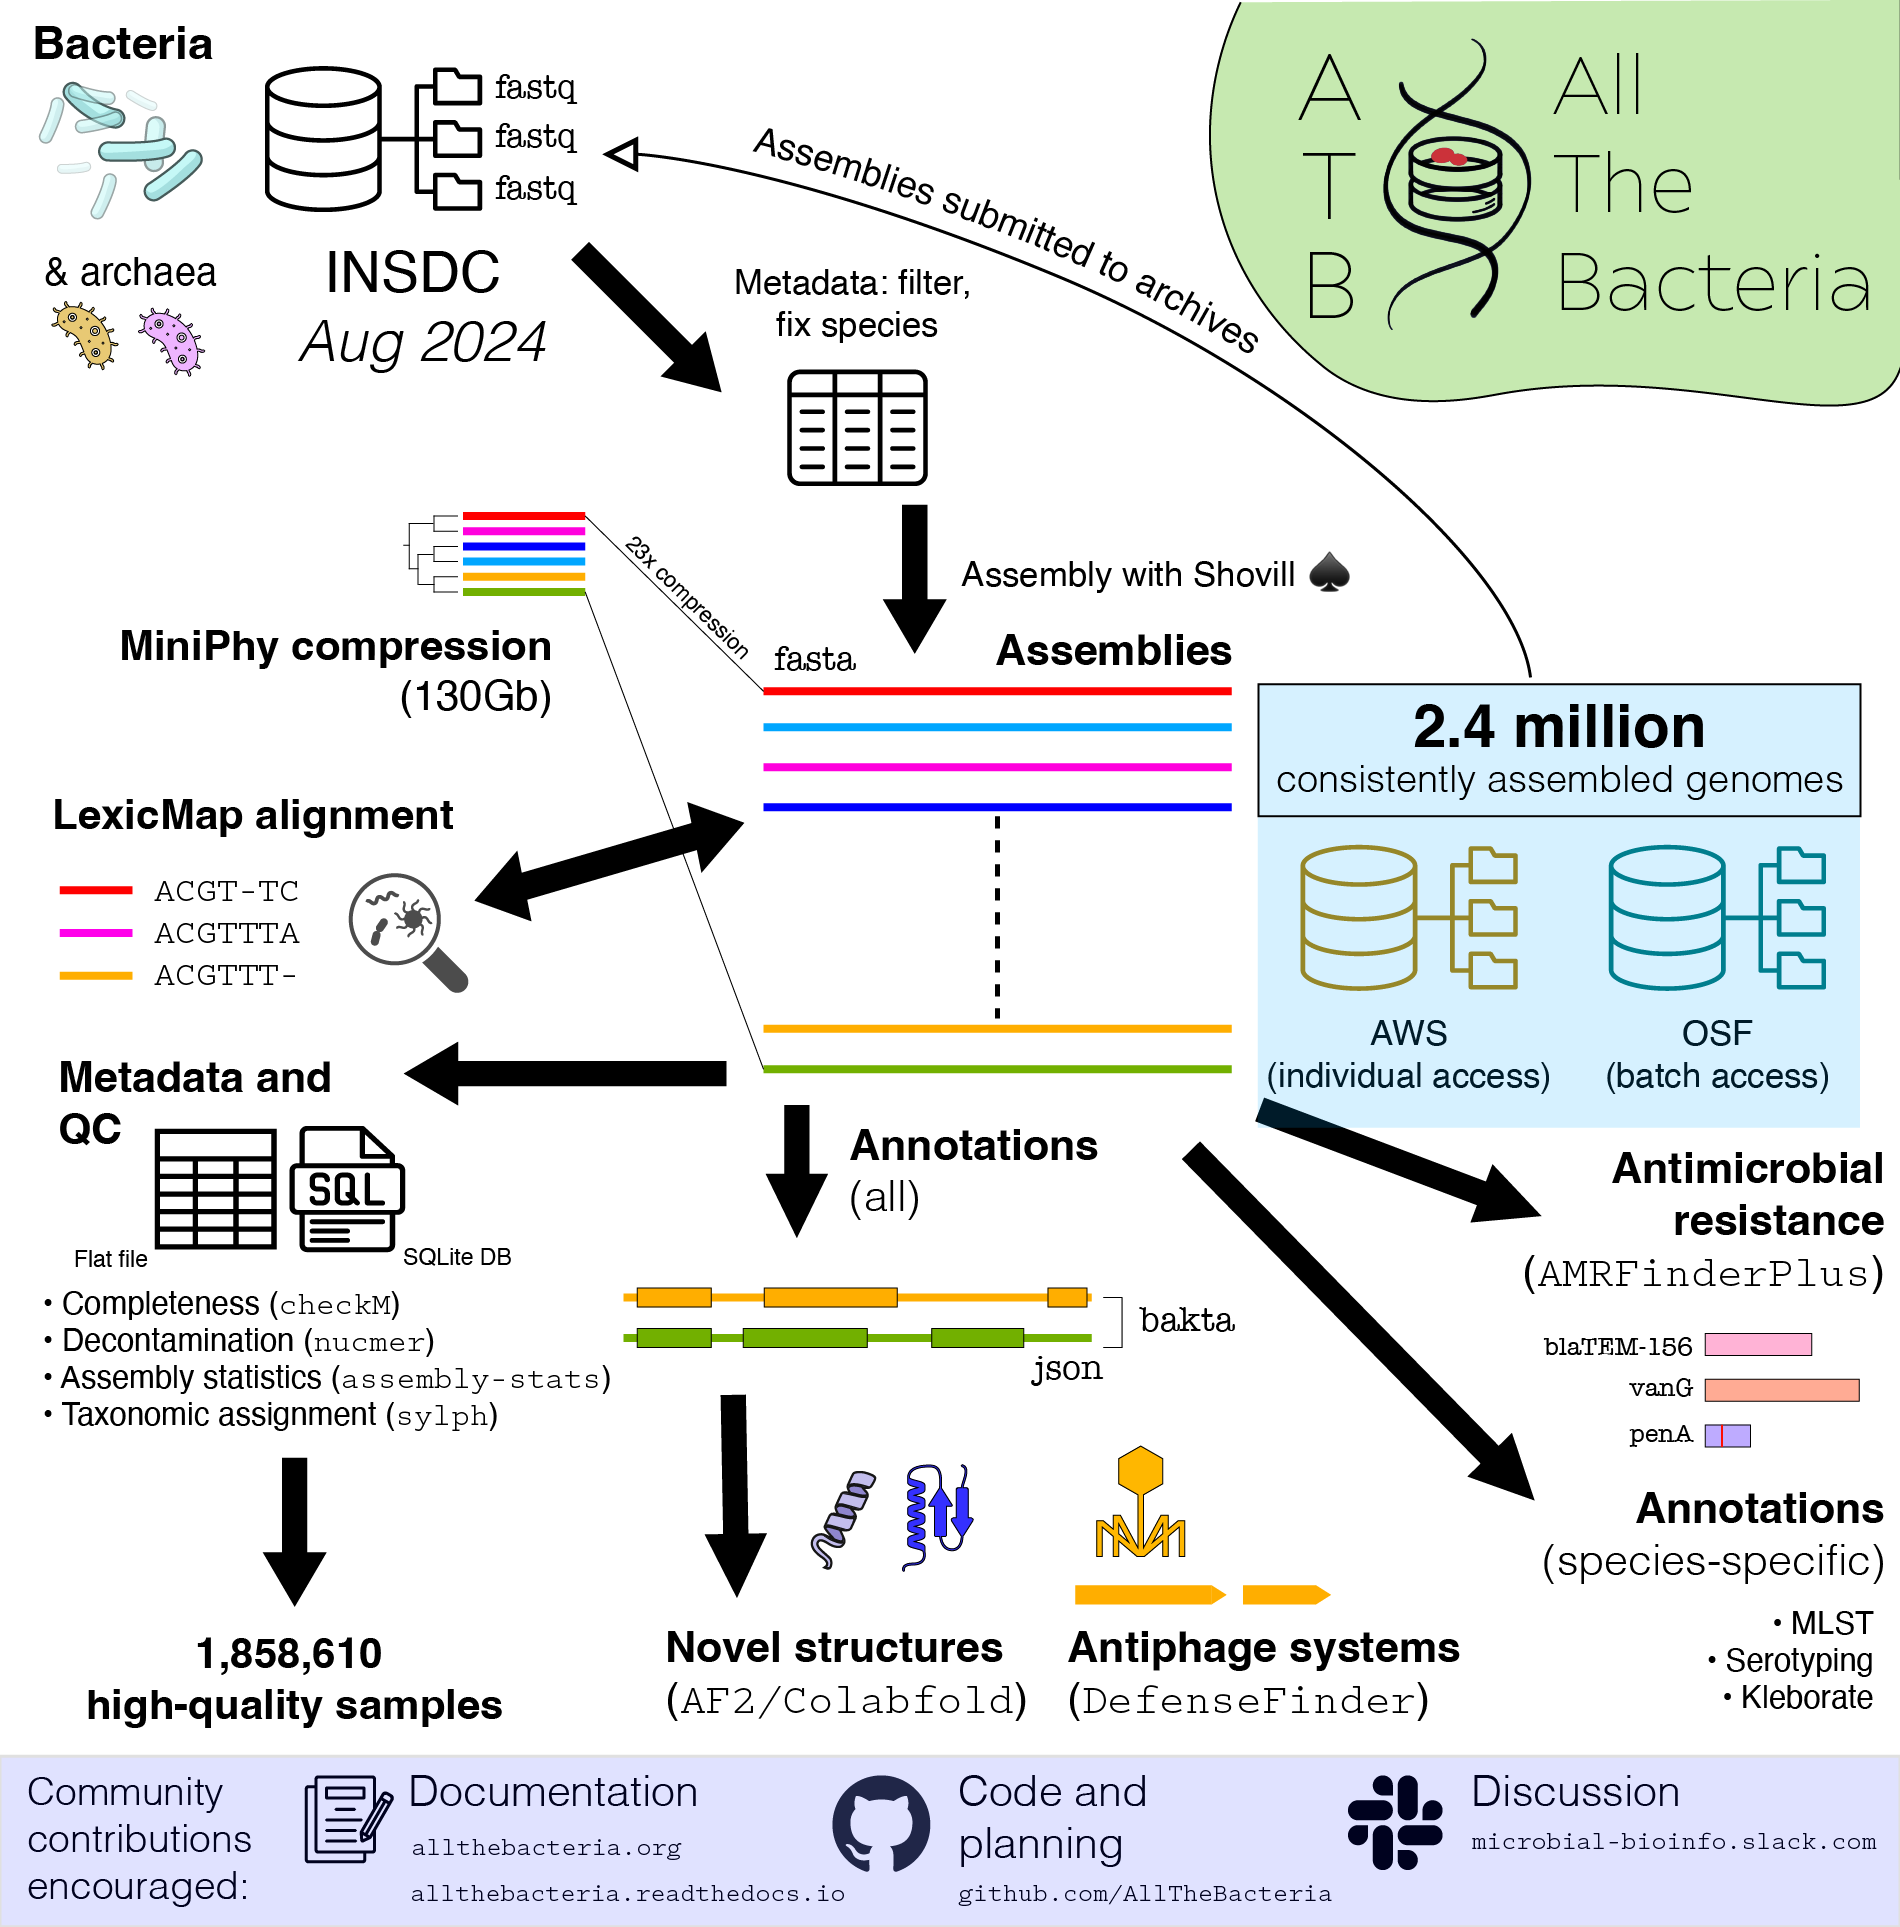 Bacteria
& archaea
fastq
fastq
fastq
INSDC
Aug 2024
Assemblies submitted to archives
A All
T The
B Bacteria
Metadata: filter,
fix species
Assembly with Shovill
23x compression
MiniPhy compression
(130Gb)
fasta
Assemblies
2.4 million
consistently assembled genomes
AWS
(individual access)
OSF
(batch access)
LexicMap alignment
ACGT-TC
ACGTTTA
ACGTTT-
Metadata and
QC
SQL
Flat file
SQLite DB
• Completeness (checkM)
• Decontamination (nucmer)
• Assembly statistics (assembly-stats)
• Taxonomic assignment (sylph)
1,858,610
high-quality samples
Annotations
(all)
bakta
json
Novel structures
(AF2/Colabfold)
Antiphage systems
(DefenseFinder)
Antimicrobial
resistance
(AMRFinderPlus)
blaTEM-156
vanG
penA
Annotations
(species-specific)
• MLST
• Serotyping
• Kleborate
Community
contributions
encouraged:
Documentation
allthebacteria.org
allthebacteria.readthedocs.io
Code and
planning
github.com/AllTheBacteria
Discussion
microbial-bioinfo.slack.com